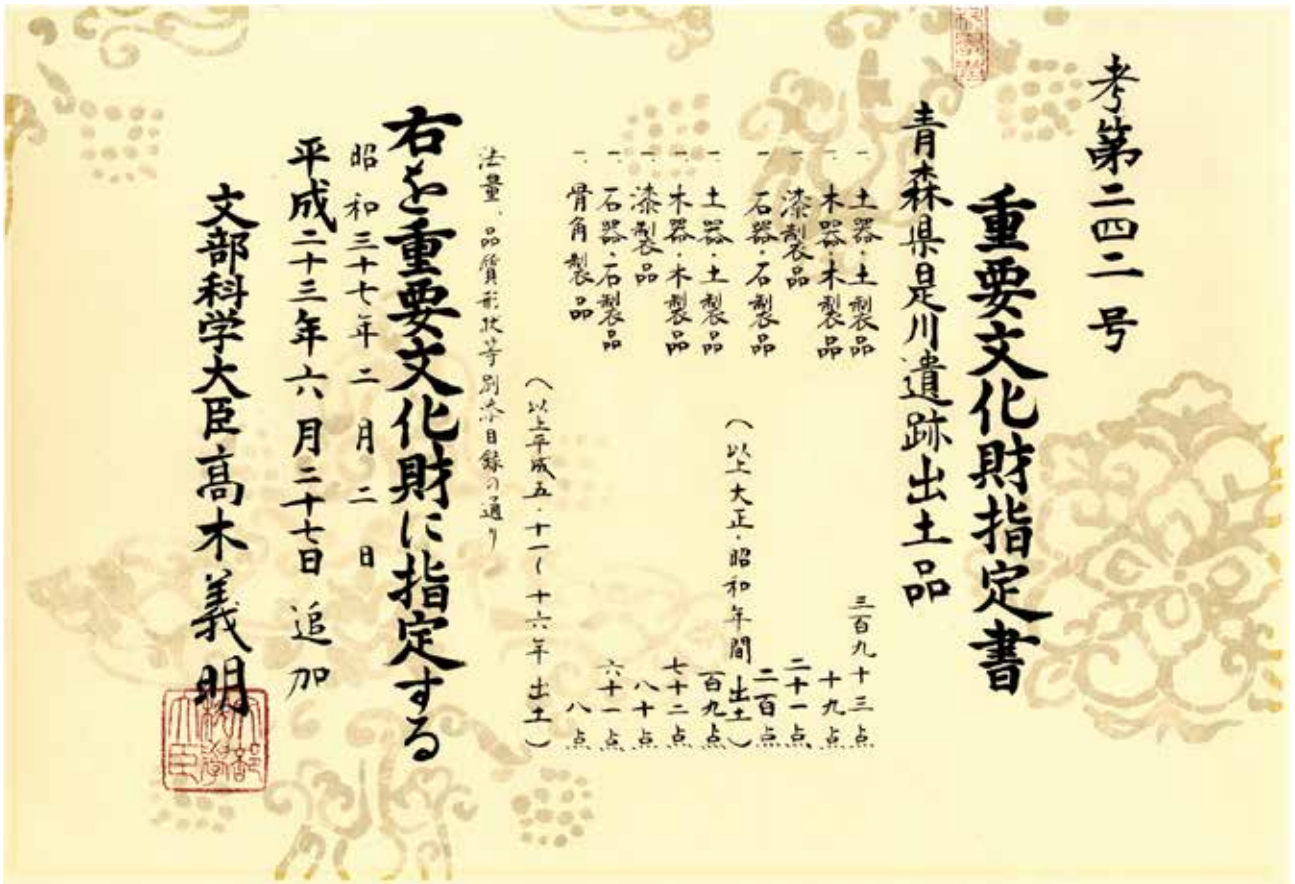 考第二四二号
重要文化財指定書
青森県是川遺跡出土品
一、土器・土製品 三百九十三点
一、木器・木製品 十九点
一、漆製品 二十一点
一、石器・石製品 二百点
(以上大正・昭和年間出土)
一、土器・土製品 百九点
一、木器・木製品 七十二点
一、漆製品 八十点
一、石器・石製品 六十一点
一、骨角製品 八点
(以上平成五・十一〜十六年出土)
法量、品質形状等別添目録の通り
右を重要文化財に指定する
昭和三十七年二月二日
平成二十三年六月二十七日 追加
文部科学大臣高木義明
文部科学大臣